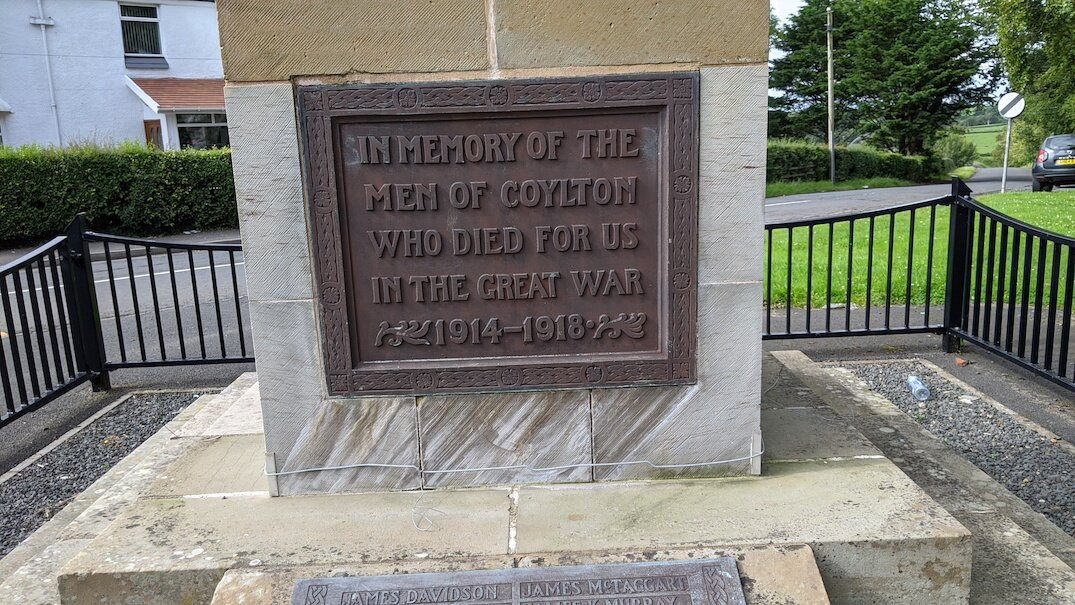 IN MEMORY OF THE
MEN OF COYLTON
WHO DIED FOR US
IN THE GREAT WAR
1914–1918
JAMES DAVIDSON
JAMES McTAGGART
MURRAY